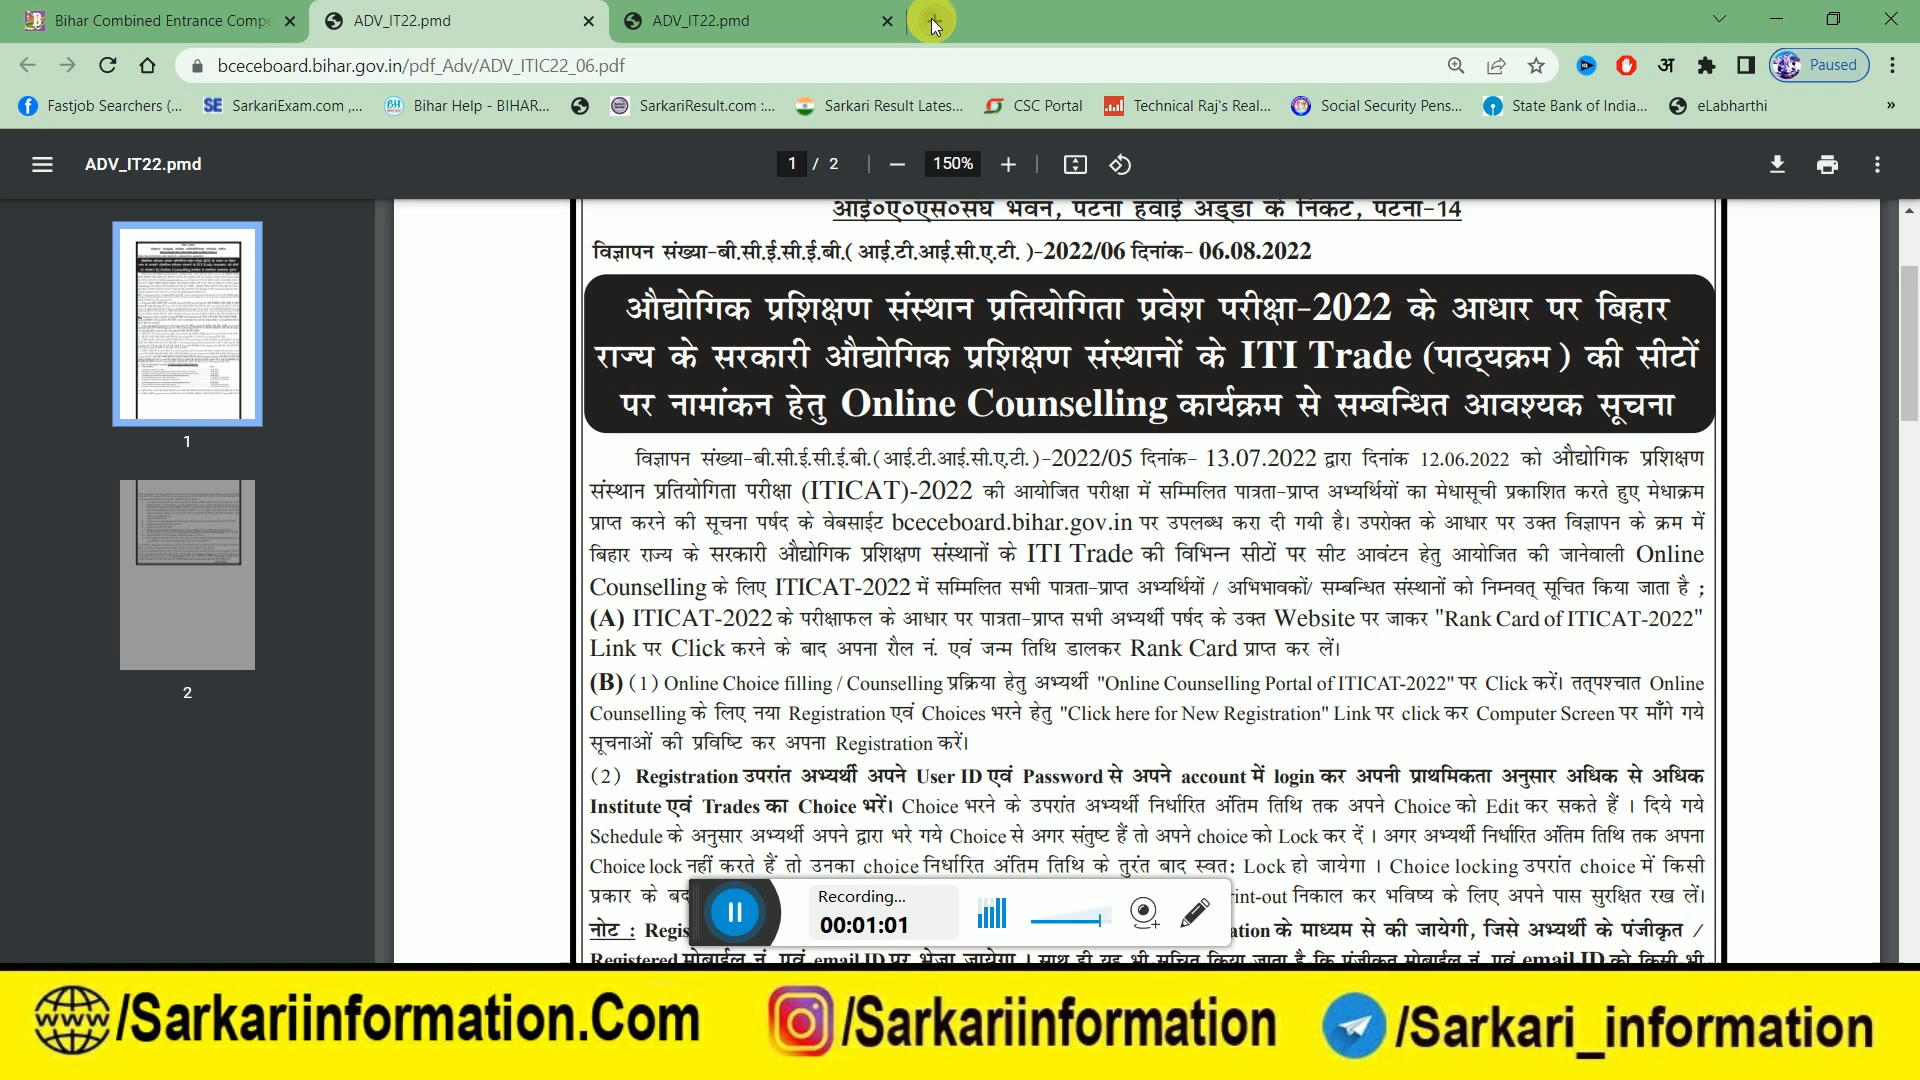 Bihar Combined Entrance Compe
ADV_IT22.pmd
ADV_IT22.pmd
bceceboard.bihar.gov.in/pdf_Adv/ADV_ITIC22_06.pdf
Paused
Fastjob Searchers (...
SarkariExam.com ,...
Bihar Help - BIHAR...
SarkariResult.com :...
Sarkari Result Lates...
CSC Portal
Technical Raj's Real...
Social Security Pens...
State Bank of India...
eLabharthi
ADV_IT22.pmd
1 / 2
150%
1
2
आई०ए०एस०संघ भवन, पटना हवाई अड्डा के निकट, पटना-14
विज्ञापन संख्या-बी.सी.ई.सी.ई.बी.( आई.टी.आई.सी.ए.टी. )-2022/06 दिनांक- 06.08.2022
औद्योगिक प्रशिक्षण संस्थान प्रतियोगिता प्रवेश परीक्षा-2022 के आधार पर बिहार
राज्य के सरकारी औद्योगिक प्रशिक्षण संस्थानों के ITI Trade (पाठ्यक्रम ) की सीटों
पर नामांकन हेतु Online Counselling कार्यक्रम से सम्बन्धित आवश्यक सूचना
विज्ञापन संख्या-बी.सी.ई.सी.ई.बी.(आई.टी.आई.सी.ए.टी.)-2022/05 दिनांक- 13.07.2022 द्वारा दिनांक 12.06.2022 को औद्योगिक प्रशिक्षण
संस्थान प्रतियोगिता परीक्षा (ITICAT)-2022 की आयोजित परीक्षा में सम्मिलित पात्रता-प्राप्त अभ्यर्थियों का मेधासूची प्रकाशित करते हुए मेधाक्रम
प्राप्त करने की सूचना पर्षद के वेबसाईट bceceboard.bihar.gov.in पर उपलब्ध करा दी गयी है। उपरोक्त के आधार पर उक्त विज्ञापन के क्रम में
बिहार राज्य के सरकारी औद्योगिक प्रशिक्षण संस्थानों के ITI Trade की विभिन्न सीटों पर सीट आवंटन हेतु आयोजित की जानेवाली Online
Counselling के लिए ITICAT-2022 में सम्मिलित सभी पात्रता-प्राप्त अभ्यर्थियों / अभिभावकों/ सम्बन्धित संस्थानों को निम्नवत् सूचित किया जाता है ;
(A) ITICAT-2022 के परीक्षाफल के आधार पर पात्रता-प्राप्त सभी अभ्यर्थी पर्षद के उक्त Website पर जाकर "Rank Card of ITICAT-2022"
Link पर Click करने के बाद अपना रौल नं. एवं जन्म तिथि डालकर Rank Card प्राप्त कर लें।
(B) (1) Online Choice filling / Counselling प्रक्रिया हेतु अभ्यर्थी "Online Counselling Portal of ITICAT-2022" पर Click करें। तत्पश्चात Online
Counselling के लिए नया Registration एवं Choices भरने हेतु "Click here for New Registration" Link पर click कर Computer Screen पर माँगे गये
सूचनाओं की प्रविष्टि कर अपना Registration करें।
(2) Registration उपरांत अभ्यर्थी अपने User ID एवं Password से अपने account में login कर अपनी प्राथमिकता अनुसार अधिक से अधिक
Institute एवं Trades का Choice भरें। Choice भरने के उपरांत अभ्यर्थी निर्धारित अंतिम तिथि तक अपने Choice को Edit कर सकते हैं । दिये गये
Schedule के अनुसार अभ्यर्थी अपने द्वारा भरे गये Choice से अगर संतुष्ट हैं तो अपने choice को Lock कर दें । अगर अभ्यर्थी निर्धारित अंतिम तिथि तक अपना
Choice lock नहीं करते हैं तो उनका choice निर्धारित अंतिम तिथि के तुरंत बाद स्वतः Lock हो जायेगा । Choice locking उपरांत choice में किसी
प्रकार के बद int-out निकाल कर भविष्य के लिए अपने पास सुरक्षित रख लें।
नोट : Regis ation के माध्यम से की जायेगी, जिसे अभ्यर्थी के पंजीकृत /
Registered मोबाईल नं. एवं email ID पर भेजा जायेगा । साथ ही यह भी सूचित किया जाता है कि पंजीकृत मोबाईल नं. एवं email ID को किसी भी
Recording...
00:01:01
www /Sarkariinformation.Com
/Sarkariinformation
/Sarkari_information